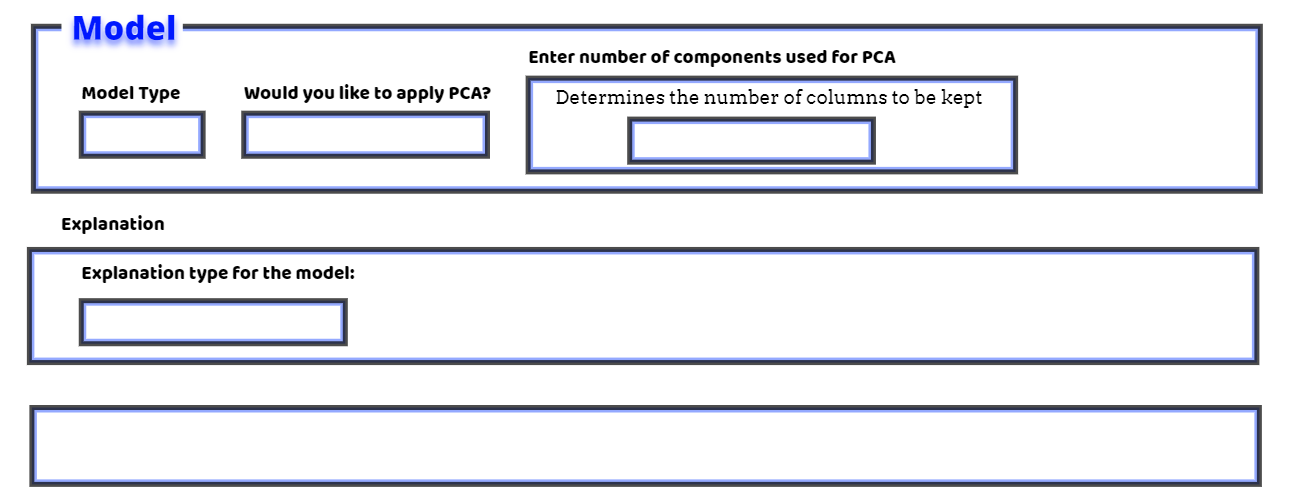 Model
Enter number of components used for PCA
Model Type
Would you like to apply PCA?
Determines the number of columns to be kept
Explanation
Explanation type for the model: